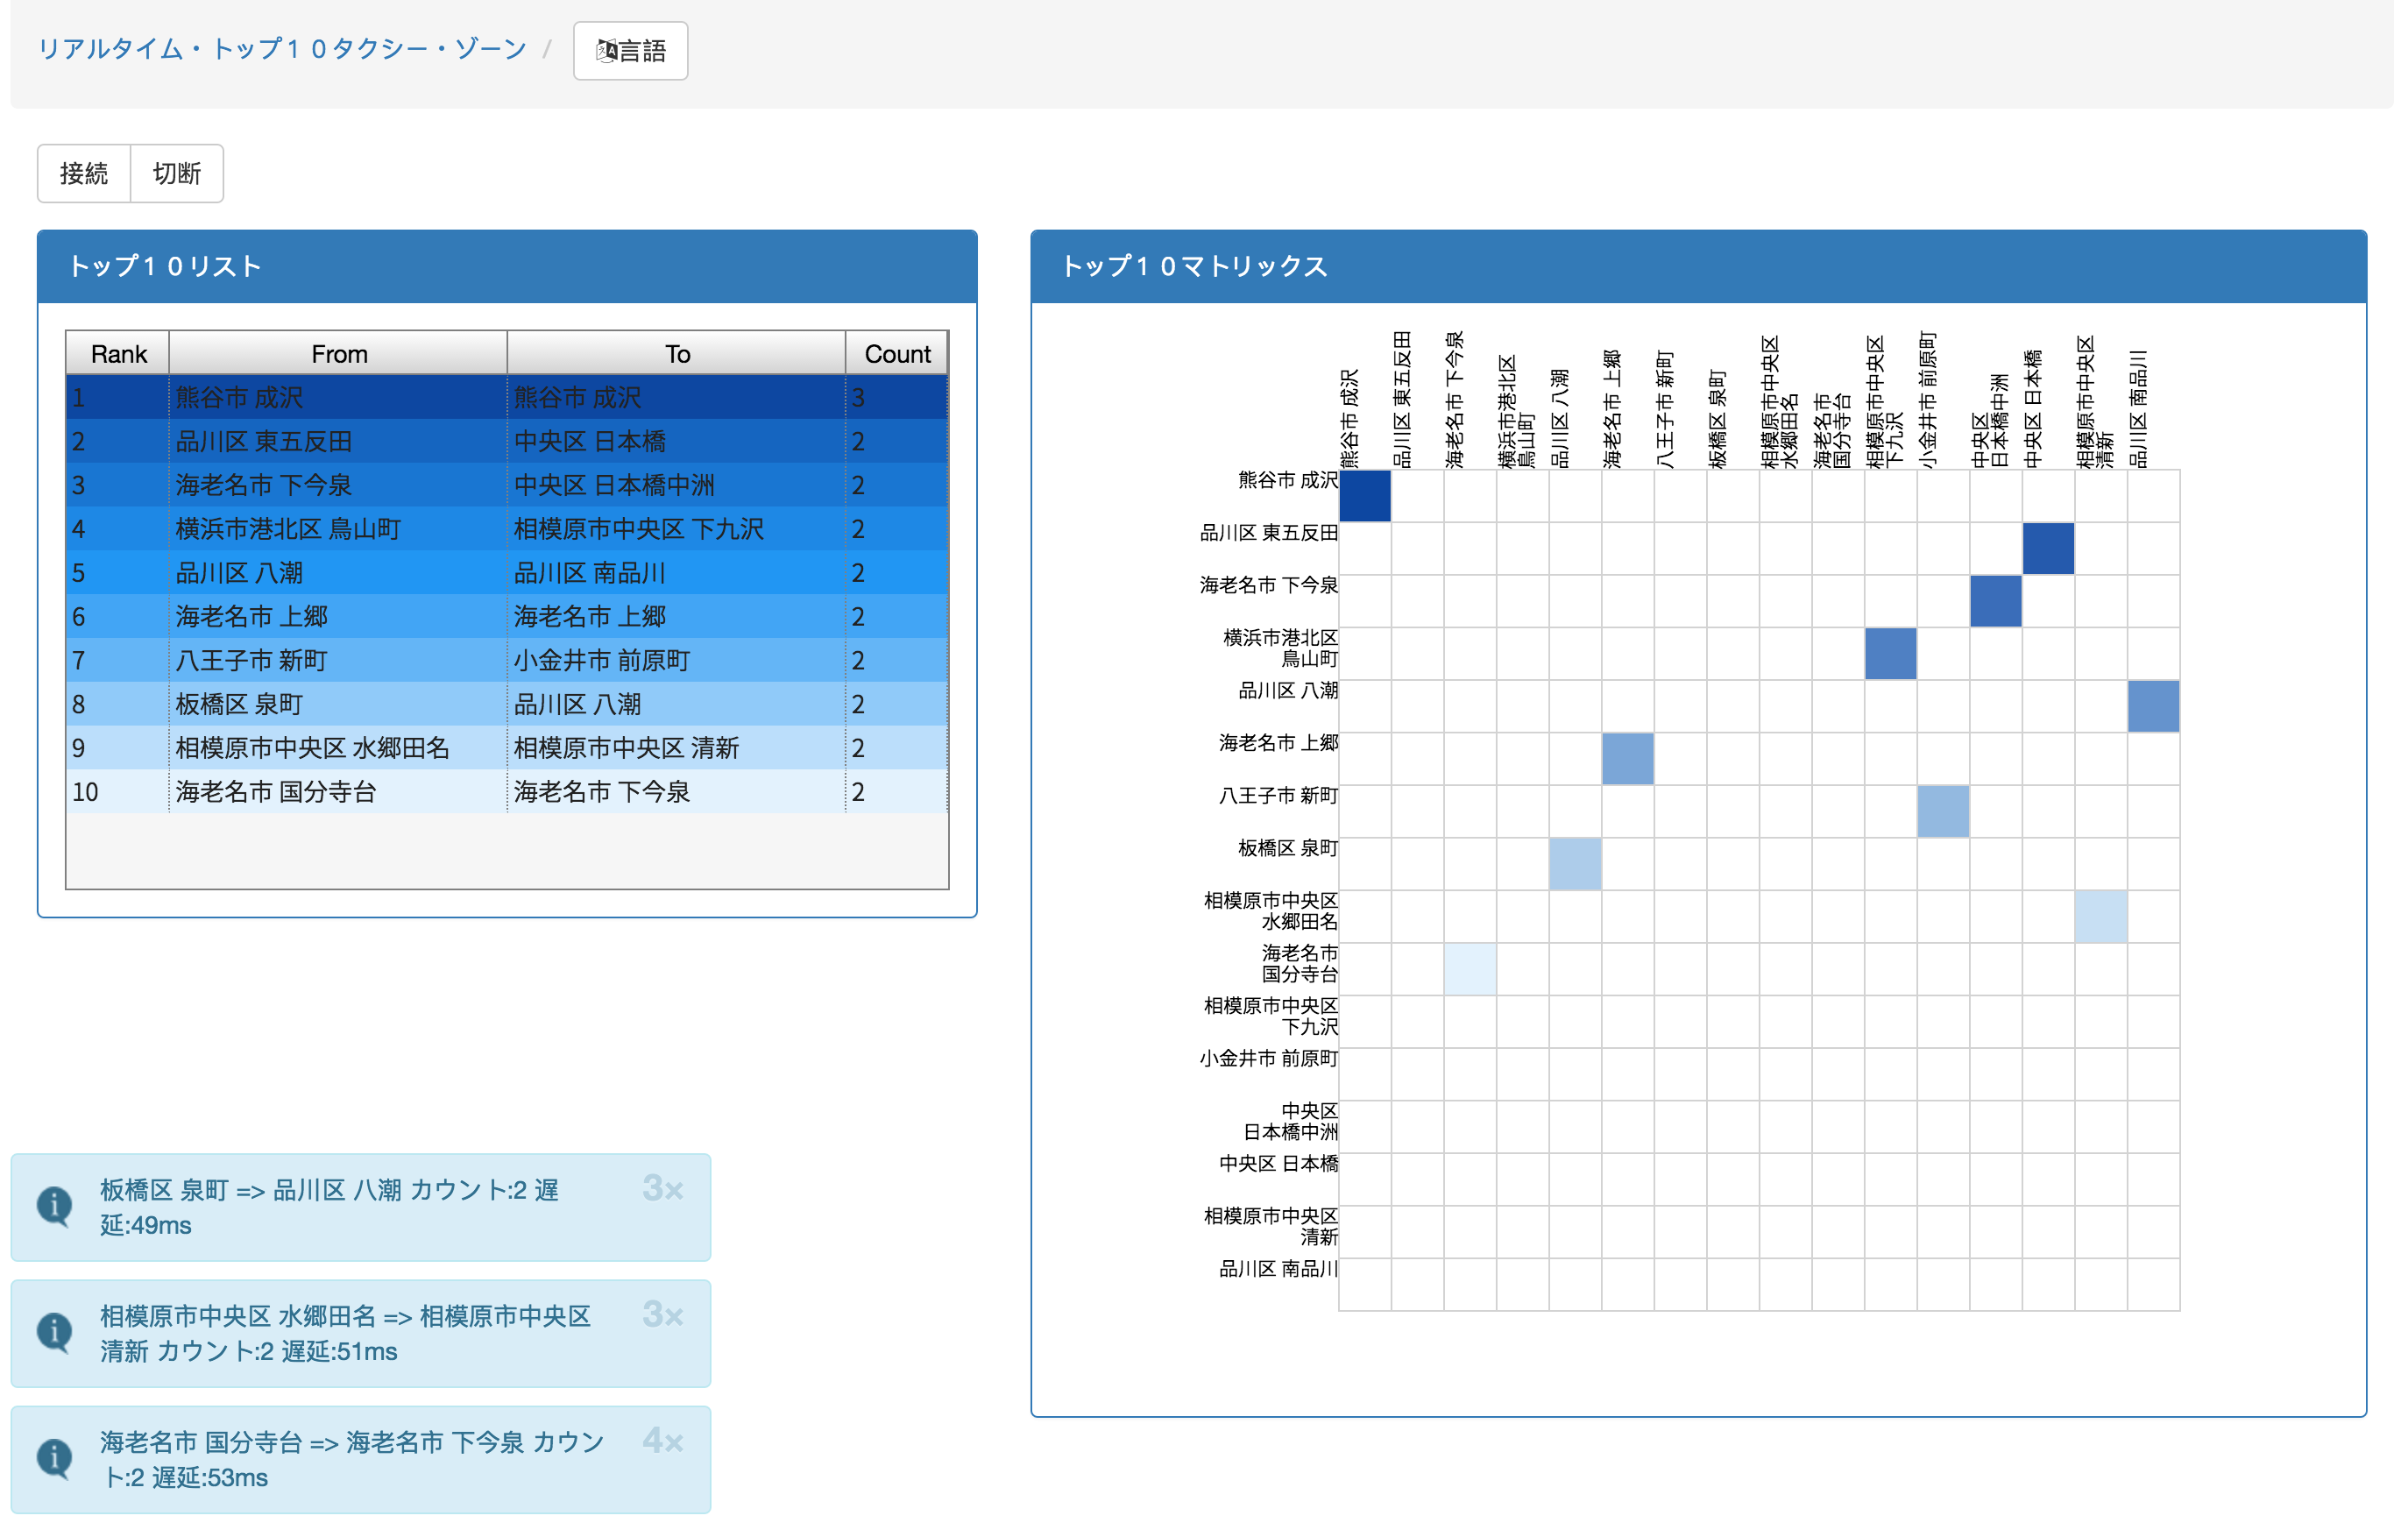 リアルタイム・トップ１０タクシー・ゾーン / 言語
接続 切断
トップ１０リスト
Rank From To Count
1 熊谷市 成沢 熊谷市 成沢 3
2 品川区 東五反田 中央区 日本橋 2
3 海老名市 下今泉 中央区 日本橋中洲 2
4 横浜市港北区 鳥山町 相模原市中央区 下九沢 2
5 品川区 八潮 品川区 南品川 2
6 海老名市 上郷 海老名市 上郷 2
7 八王子市 新町 小金井市 前原町 2
8 板橋区 泉町 品川区 八潮 2
9 相模原市中央区 水郷田名 相模原市中央区 清新 2
10 海老名市 国分寺台 海老名市 下今泉 2
トップ１０マトリックス
熊谷市 成沢
品川区 東五反田
海老名市 下今泉
横浜市港北区
鳥山町
品川区 八潮
海老名市 上郷
八王子市 新町
板橋区 泉町
相模原市中央区
水郷田名
海老名市
国分寺台
相模原市中央区
下九沢
小金井市 前原町
中央区
日本橋中洲
中央区 日本橋
相模原市中央区
清新
品川区 南品川
熊谷市 成沢
品川区 東五反田
海老名市 下今泉
横浜市港北区
鳥山町
品川区 八潮
海老名市 上郷
八王子市 新町
板橋区 泉町
相模原市中央区
水郷田名
海老名市
国分寺台
相模原市中央区
下九沢
小金井市 前原町
中央区
日本橋中洲
中央区 日本橋
相模原市中央区
清新
品川区 南品川
板橋区 泉町 => 品川区 八潮 カウント:2 遅 3×
延:49ms
相模原市中央区 水郷田名 => 相模原市中央区 3×
清新 カウント:2 遅延:51ms
海老名市 国分寺台 => 海老名市 下今泉 カウン 4×
ト:2 遅延:53ms